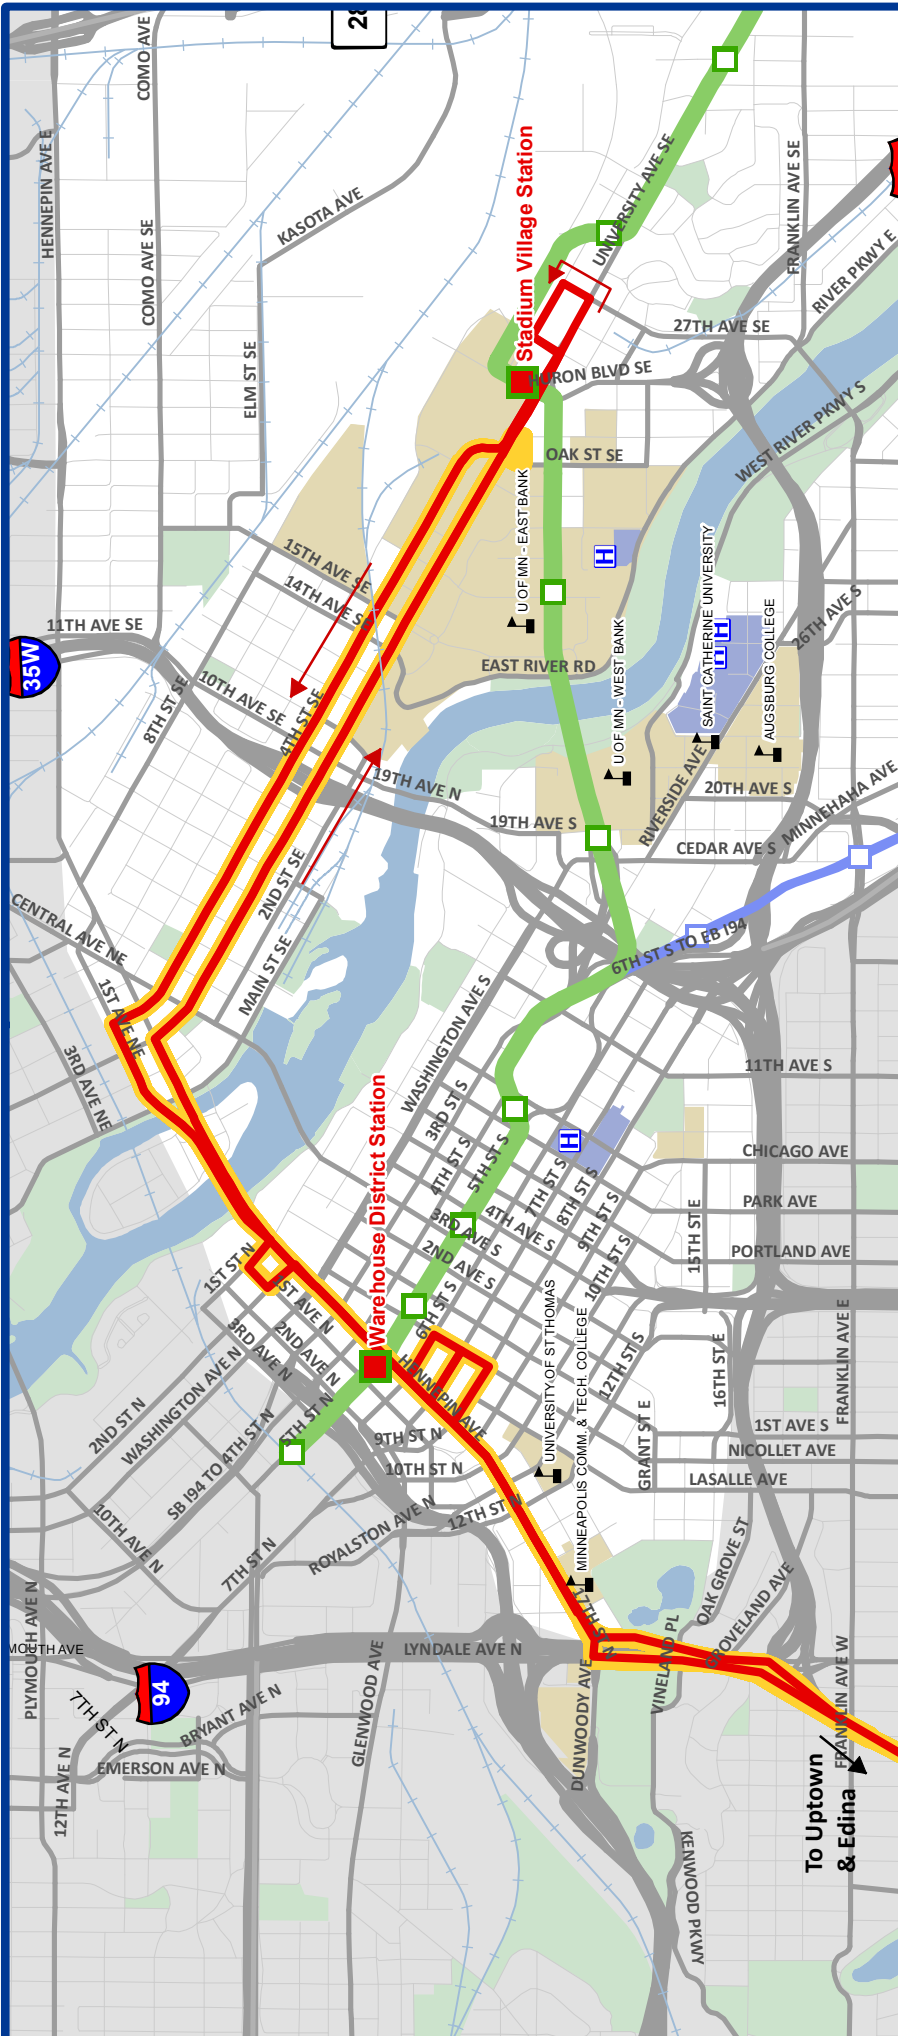 28
COMO AVE
HENNEPIN AVE E
COMO AVE SE
KASOTA AVE
ELM ST SE
Stadium Village Station
UNIVERSITY AVE SE
FRANKLIN AVE SE
RIVER PKWY E
27TH AVE SE
HURON BLVD SE
WEST RIVER PKWY S
OAK ST SE
U OF MN - EAST BANK
H
15TH AVE SE
14TH AVE SE
11TH AVE SE
35W
10TH AVE SE
8TH ST SE
4TH ST SE
EAST RIVER RD
U OF MN - WEST BANK
SAINT CATHERINE UNIVERSITY
H
H
AUGSBURG COLLEGE
26TH AVE S
19TH AVE N
19TH AVE S
RIVERSIDE AVE
20TH AVE S
MINNEHAHA AVE
CEDAR AVE S
2ND ST SE
CENTRAL AVE NE
MAIN ST SE
1ST AVE NE
3RD AVE NE
6TH ST S TO EB I94
WASHINGTON AVE S
11TH AVE S
3RD ST S
4TH ST S
5TH ST S
H
7TH ST S
8TH ST S
9TH ST S
10TH ST S
CHICAGO AVE
PARK AVE
PORTLAND AVE
15TH ST E
Warehouse District Station
3RD AVE S
4TH AVE S
2ND AVE S
6TH ST S
1ST ST N
1ST AVE N
2ND AVE N
3RD AVE N
WASHINGTON AVE N
2ND ST N
SB I94 TO 4TH ST N
5TH ST N
HENNEPIN AVE
9TH ST N
10TH ST N
12TH ST N
UNIVERSITY OF ST THOMAS
MINNEAPOLIS COMM. & TECH. COLLEGE
12TH ST S
16TH ST E
GRANT ST E
FRANKLIN AVE E
1ST AVE S
NICOLLET AVE
LASALLE AVE
10TH AVE N
7TH ST N
ROYALSTON AVE N
17TH ST N
OAK GROVE ST
GROVELAND AVE
VINELAND PL
LYNDALE AVE N
PLYMOUTH AVE N
MOUTH AVE
94
7TH ST N
BRYANT AVE N
EMERSON AVE N
12TH AVE N
GLENWOOD AVE
DUNWOODY AVE
FRANKLIN AVE W
To Uptown
& Edina
KENWOOD PKWY